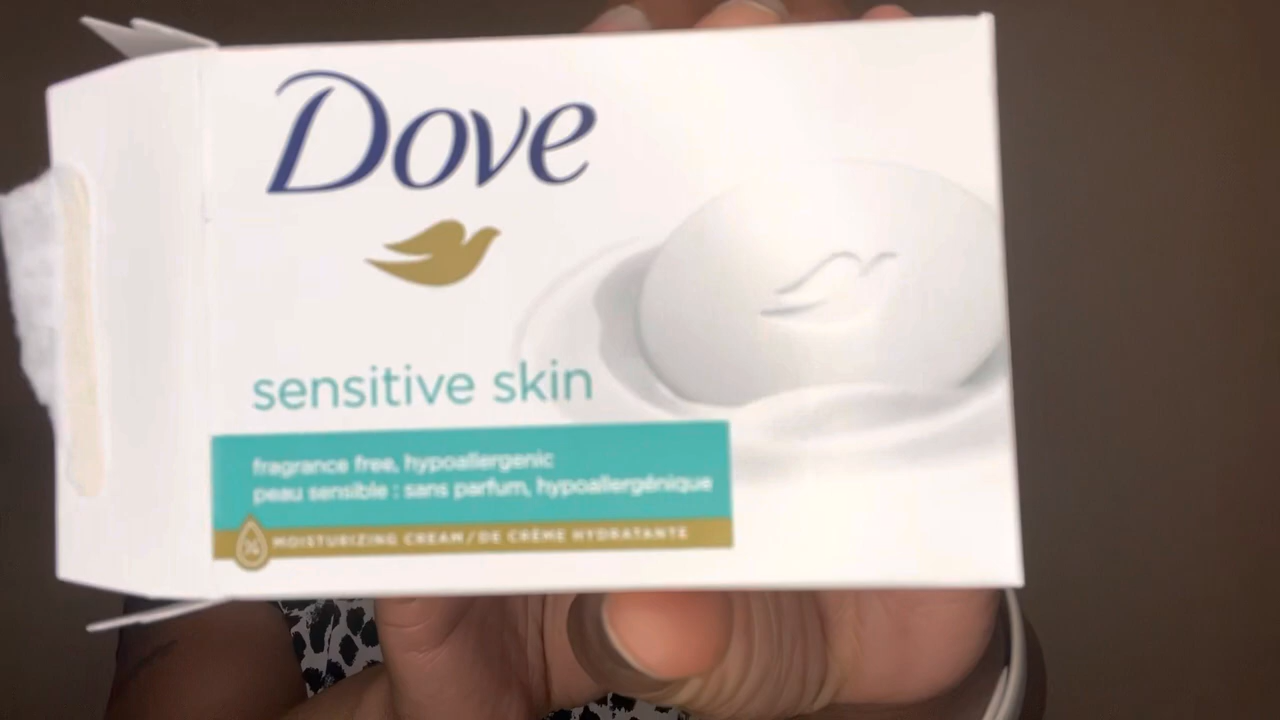 Dove
sensitive skin
fragrance free, hypoallergenic
peau sensible : sans parfum, hypoallergénique
MOISTURIZING CREAM / DE CRÈME HYDRATANTE